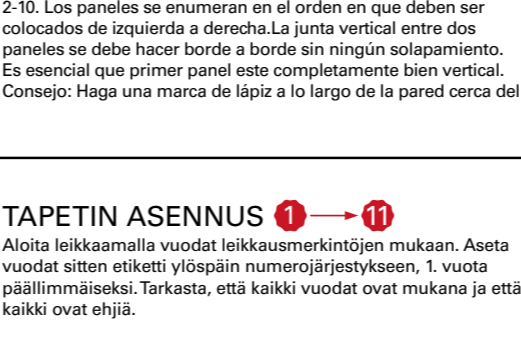 2-10. Los paneles se enumeran en el orden en que deben ser
colocados de izquierda a derecha.La junta vertical entre dos
paneles se debe hacer borde a borde sin ningún solapamiento.
Es esencial que primer panel este completamente bien vertical.
Consejo: Haga una marca de lápiz a lo largo de la pared cerca del
TAPETIN ASENNUS 1 → 11
Aloita leikkaamalla vuodat leikkausmerkintöjen mukaan. Aseta
vuodat sitten etiketti ylöspäin numerojärjestykseen, 1. vuota
päällimmäiseksi. Tarkasta, että kaikki vuodat ovat mukana ja että
kaikki ovat ehjiä.